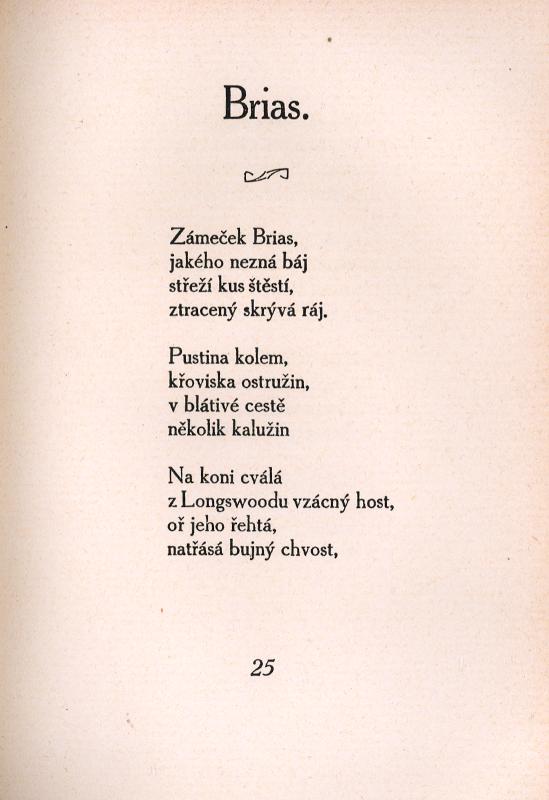 Brias.
Zámeček Brias,
jakého nezná báj
střeží kus štěstí,
ztracený skrývá ráj.
Pustina kolem,
křoviska ostružin,
v blátivé cestě
několik kalužin
Na koni cválá
z Longswoodu vzácný host,
oř jeho řehtá,
natřásá bujný chvost,
25